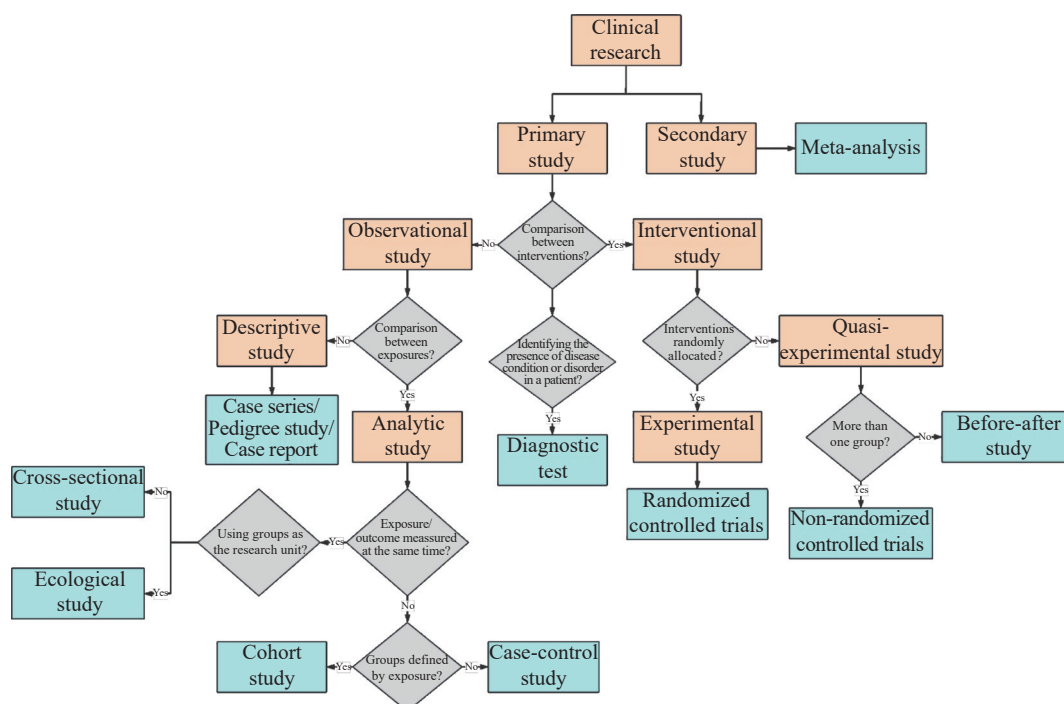 Clinical
research
Primary
study
Secondary
study
Meta-analysis
Observational
study
No
Comparison
between
interventions?
Yes
Interventional
study
Descriptive
study
No
Comparison
between
exposures?
Identifying the
presence of disease
condition or disorder
in a patient?
Interventions
randomly
allocated?
No
Quasi-
experimental study
Yes
Yes
Yes
Case series/
Pedigree study/
Case report
Analytic
study
Diagnostic
test
Experimental
study
More than
one group?
No
Before-after
study
Yes
Cross-sectional
study
No
Using groups as
the research unit?
Yes
Exposure/
outcome meassured
at the same time?
Randomized
controlled trials
Non-randomized
controlled trials
Ecological
study
Yes
No
Cohort
study
Yes
Groups defined
by exposure?
No
Case-control
study